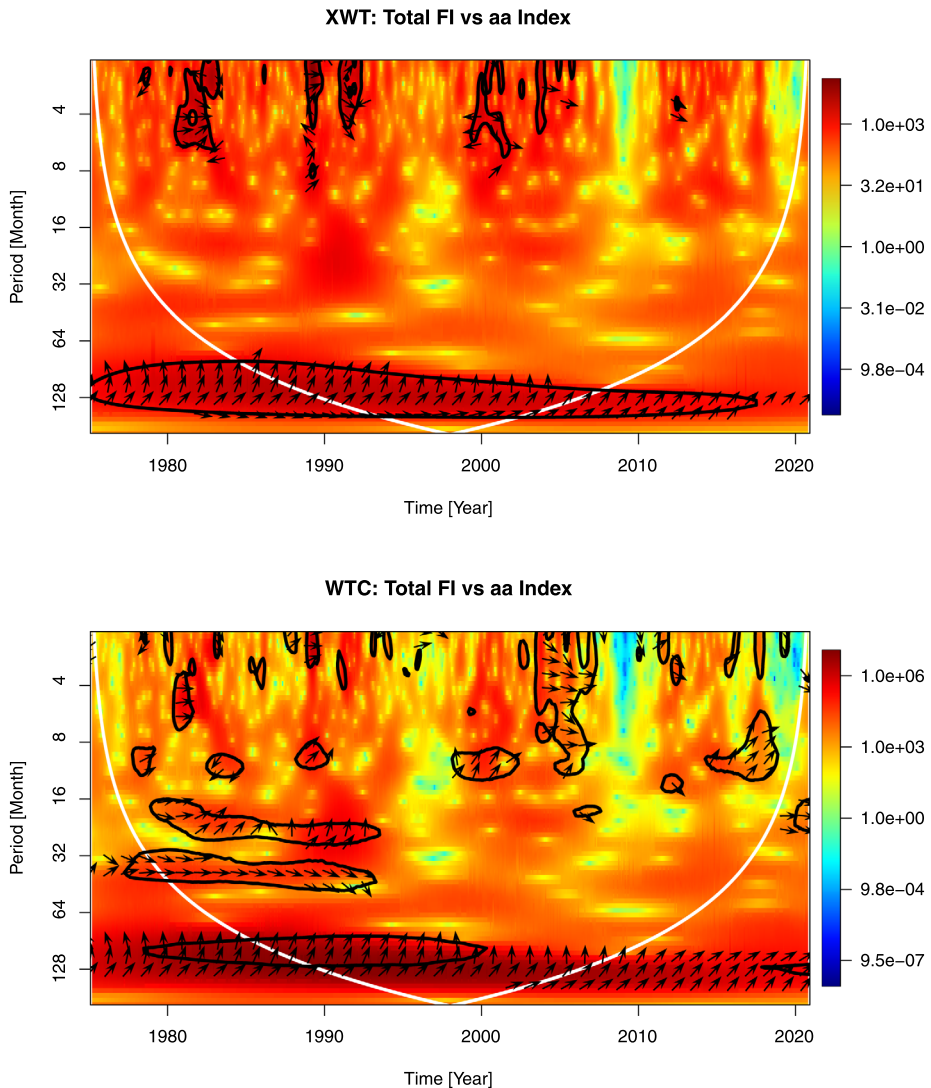 XWT: Total FI vs aa Index
Period [Month]
4
8
16
32
64
128
1.0e+03
3.2e+01
1.0e+00
3.1e−02
9.8e−04
1980 1990 2000 2010 2020
Time [Year]
WTC: Total FI vs aa Index
Period [Month]
4
8
16
32
64
128
1.0e+06
1.0e+03
1.0e+00
9.8e−04
9.5e−07
1980 1990 2000 2010 2020
Time [Year]